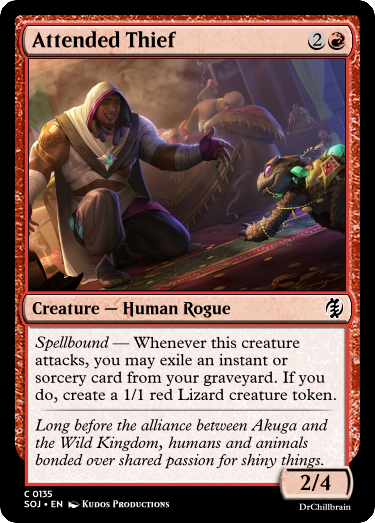 Attended Thief 2
Creature — Human Rogue
Spellbound — Whenever this creature
attacks, you may exile an instant or
sorcery card from your graveyard. If you
do, create a 1/1 red Lizard creature token.
Long before the alliance between Akuga and
the Wild Kingdom, humans and animals
bonded over shared passion for shiny things.
2/4
C 0135
SOJ • EN Kudos Productions
DrChillbrain